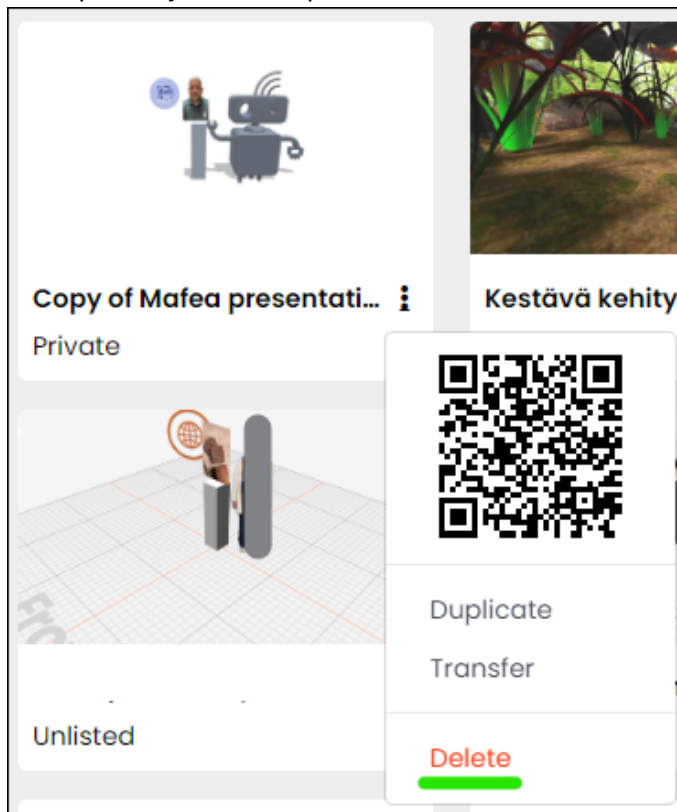 Copy of Mafea presentati...
Private
Kestävä kehity
Duplicate
Transfer
Delete
Unlisted